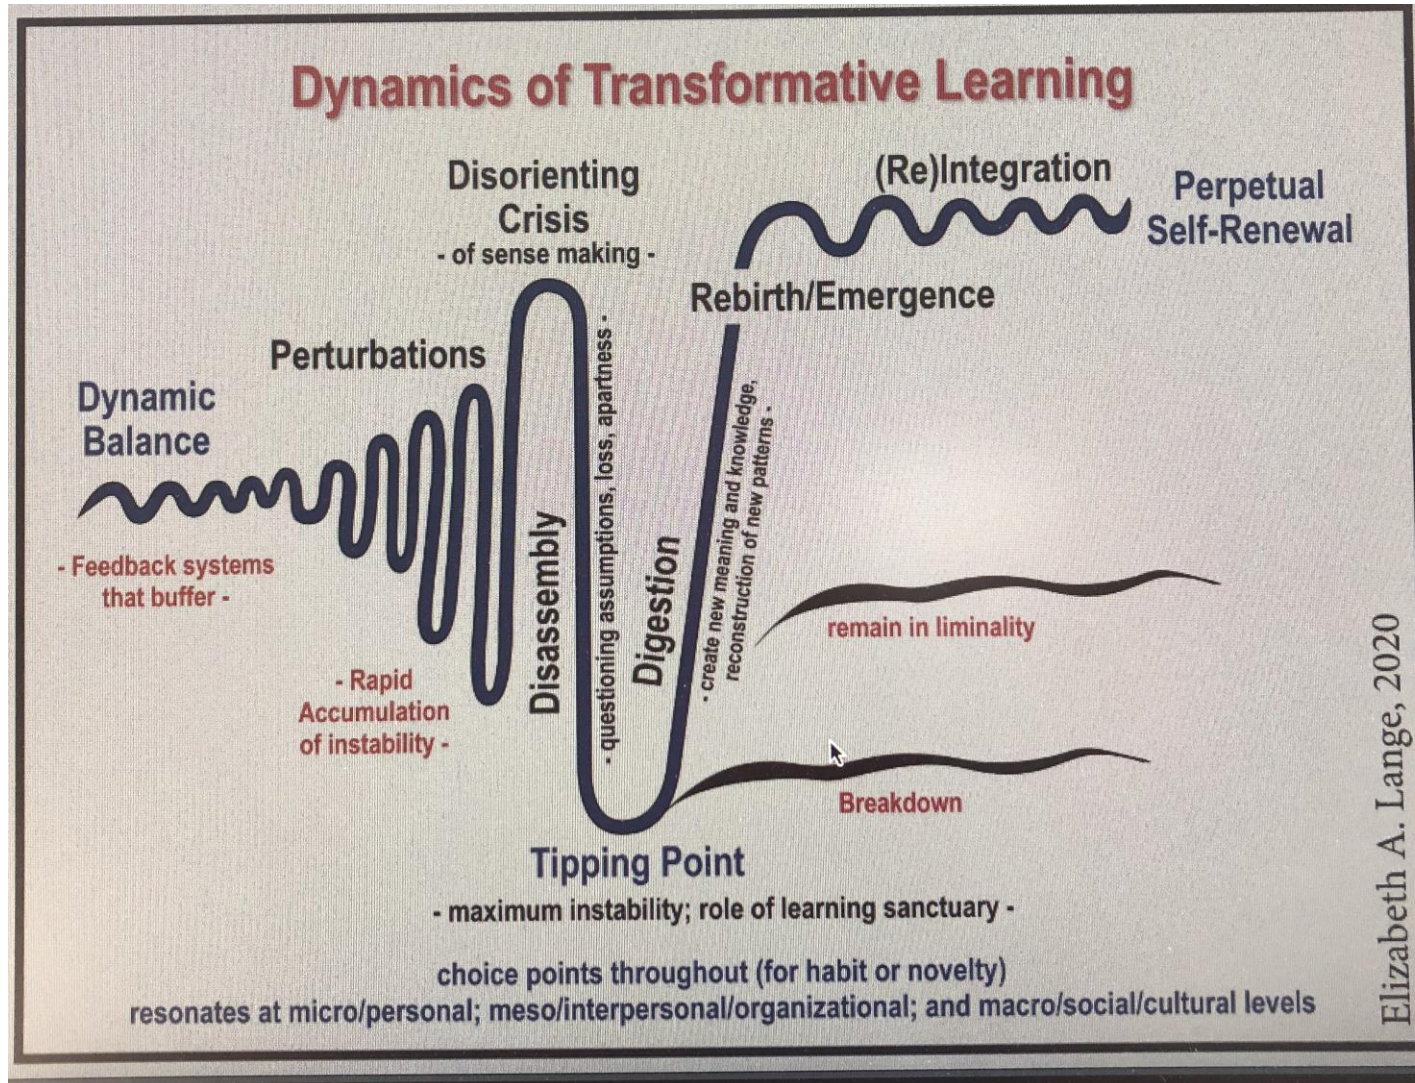 Dynamics of Transformative Learning
Disorienting
Crisis
- of sense making -
(Re)Integration
Perpetual
Self-Renewal
Rebirth/Emergence
Perturbations
Dynamic
Balance
- Feedback systems
that buffer -
- Rapid
Accumulation
of instability -
Disassembly
- questioning assumptions, loss, apartness -
Digestion
- create new meaning and knowledge,
reconstruction of new patterns -
remain in liminality
Breakdown
Tipping Point
- maximum instability; role of learning sanctuary -
choice points throughout (for habit or novelty)
resonates at micro/personal; meso/interpersonal/organizational; and macro/social/cultural levels
Elizabeth A. Lange, 2020